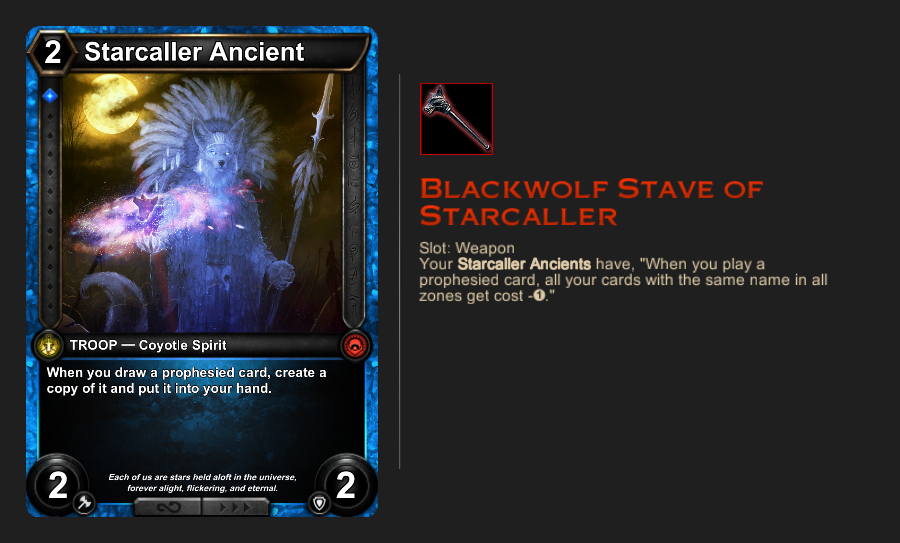 2 Starcaller Ancient
TROOP — Coyotle Spirit
When you draw a prophesied card, create a
copy of it and put it into your hand.
Each of us are stars held aloft in the universe,
forever alight, flickering, and eternal.
2
2
Blackwolf Stave of
Starcaller
Slot: Weapon
Your Starcaller Ancients have, "When you play a
prophesied card, all your cards with the same name in all
zones get cost -❶."